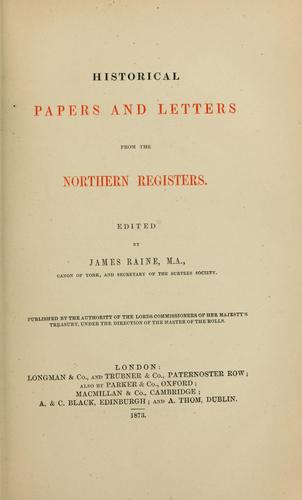 HISTORICAL
PAPERS AND LETTERS
FROM THE
NORTHERN REGISTERS.
EDITED
BY
JAMES RAINE, M.A.,
CANON OF YORK, AND SECRETARY OF THE SURTEES SOCIETY.
PUBLISHED BY THE AUTHORITY OF THE LORDS COMMISSIONERS OF HER MAJESTY'S
TREASURY, UNDER THE DIRECTION OF THE MASTER OF THE ROLLS.
LONDON:
LONGMAN & Co., AND TRÜBNER & Co., PATERNOSTER ROW;
ALSO BY PARKER & Co., OXFORD;
MACMILLAN & Co., CAMBRIDGE;
A. & C. BLACK, EDINBURGH; AND A. THOM, DUBLIN.
1873.